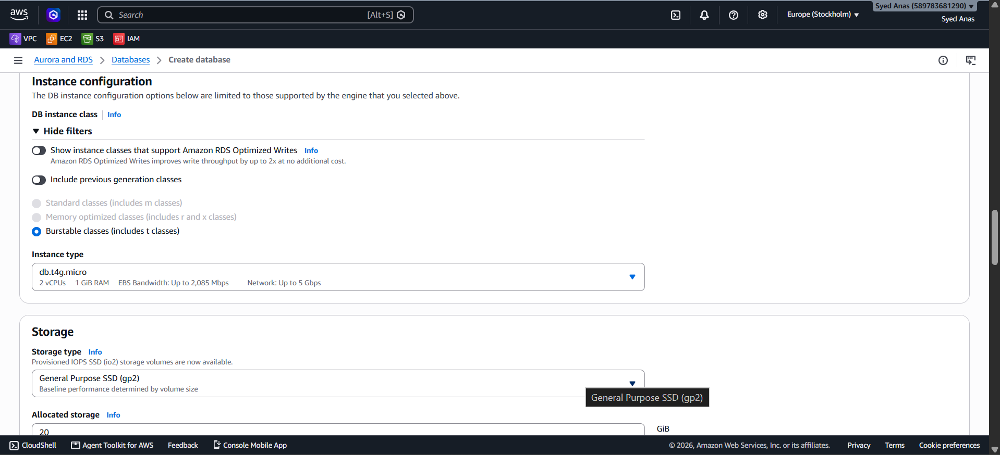 Syed Anas (589783681290)
aws
Search [Alt+S]
Europe (Stockholm)
Syed Anas
VPC EC2 S3 IAM
Aurora and RDS Databases Create database
Instance configuration
The DB instance configuration options below are limited to those supported by the engine that you selected above.
DB instance class Info
Hide filters
Show instance classes that support Amazon RDS Optimized Writes Info
Amazon RDS Optimized Writes improves write throughput by up to 2x at no additional cost.
Include previous generation classes
Standard classes (includes m classes)
Memory optimized classes (includes r and x classes)
Burstable classes (includes t classes)
Instance type
db.t4g.micro
2 vCPUs 1 GiB RAM EBS Bandwidth: Up to 2,085 Mbps Network: Up to 5 Gbps
Storage
Storage type Info
Provisioned IOPS SSD (io2) storage volumes are now available.
General Purpose SSD (gp2)
Baseline performance determined by volume size
General Purpose SSD (gp2)
Allocated storage Info
20 GiB
CloudShell Agent Toolkit for AWS Feedback Console Mobile App © 2026, Amazon Web Services, Inc. or its affiliates. Privacy Terms Cookie preferences